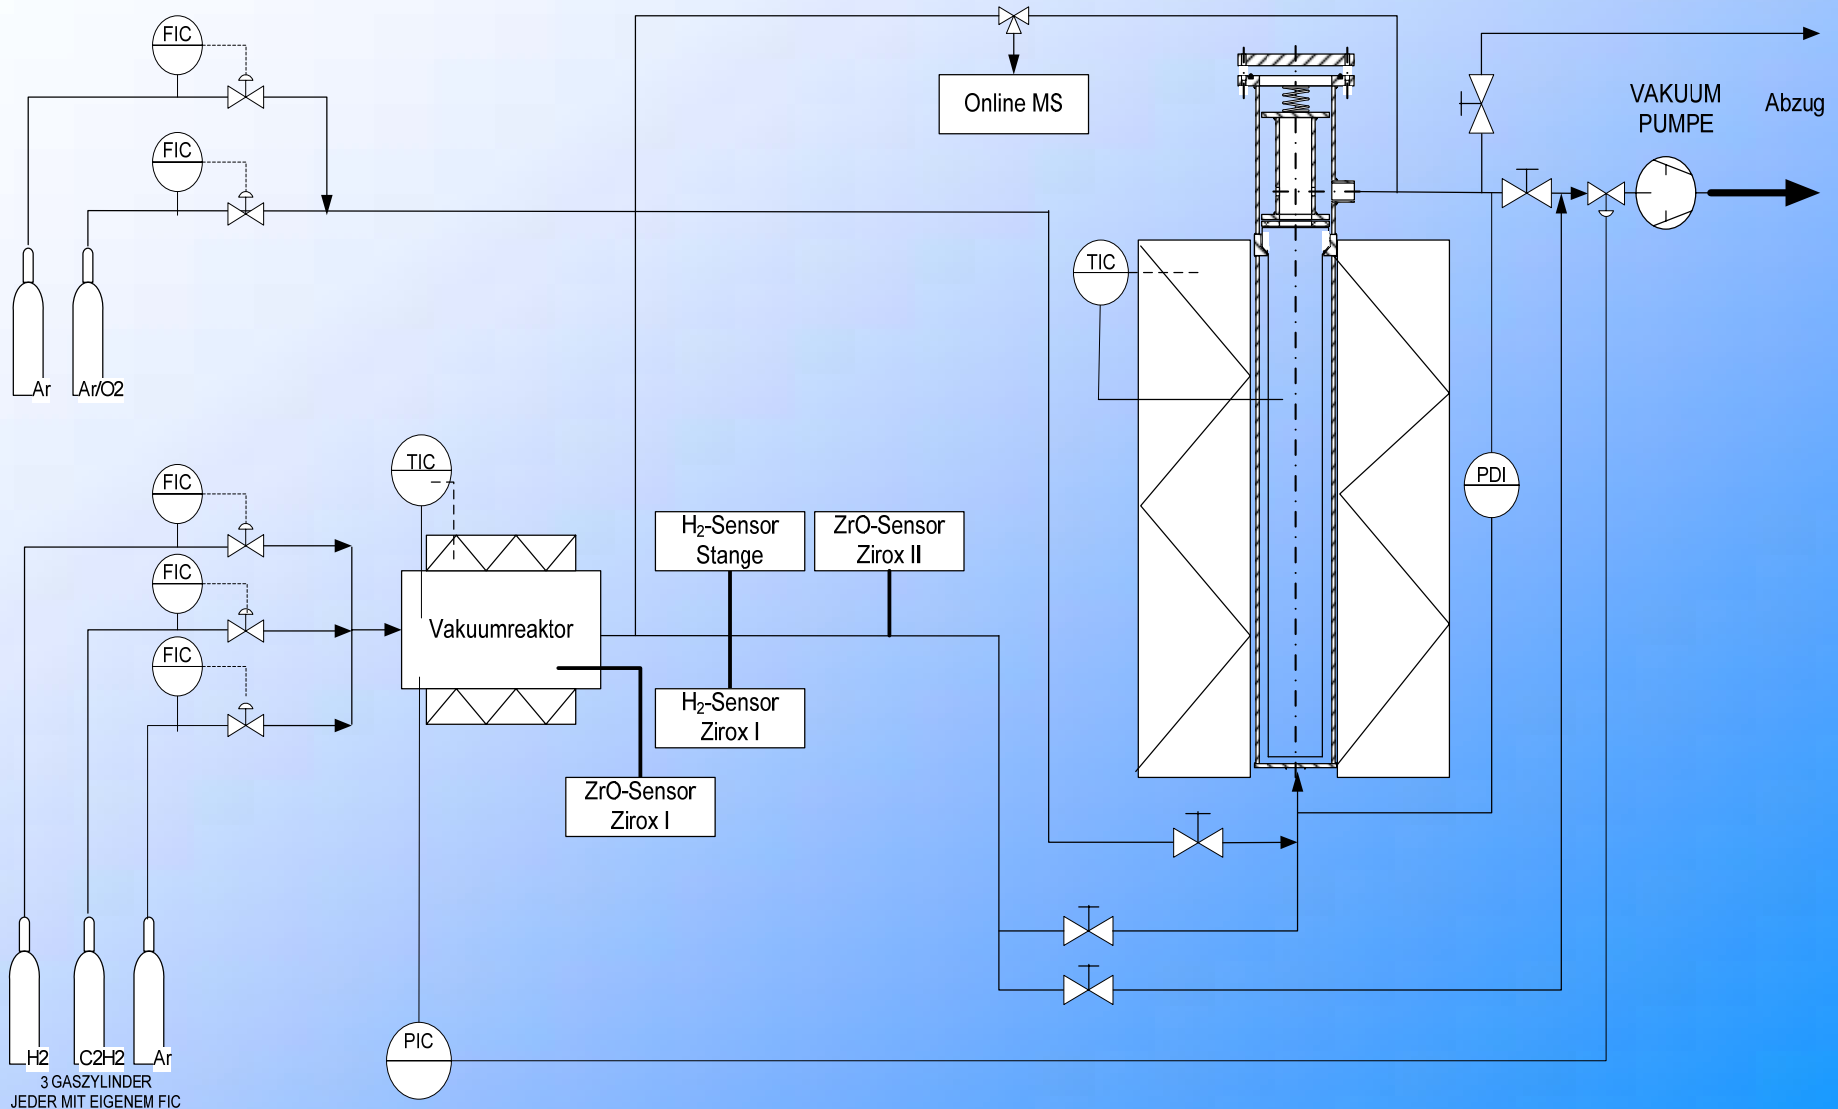 FIC
Online MS
VAKUUM
PUMPE
Abzug
FIC
TIC
Ar
Ar/O2
TIC
FIC
PDI
H₂-Sensor
Stange
ZrO-Sensor
Zirox II
FIC
Vakuumreaktor
FIC
H₂-Sensor
Zirox I
ZrO-Sensor
Zirox I
PIC
H2
C2H2
Ar
3 GASZYLINDER
JEDER MIT EIGENEM FIC